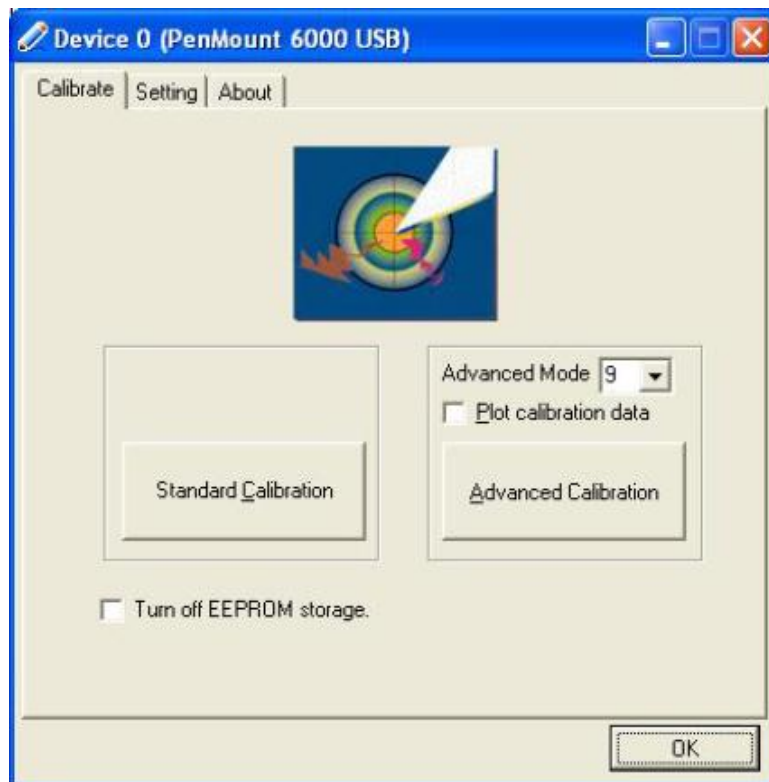 Device 0 (PenMount 6000 USB)
Calibrate Setting About
Advanced Mode 9
Plot calibration data
Standard Calibration
Advanced Calibration
Turn off EEPROM storage.
OK